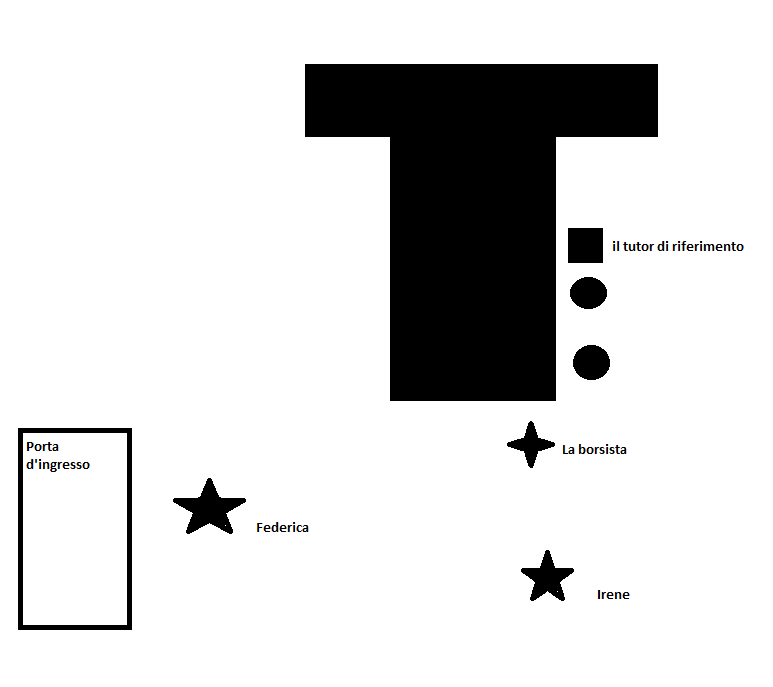 il tutor di riferimento
Porta
d'ingresso
La borsista
Federica
Irene